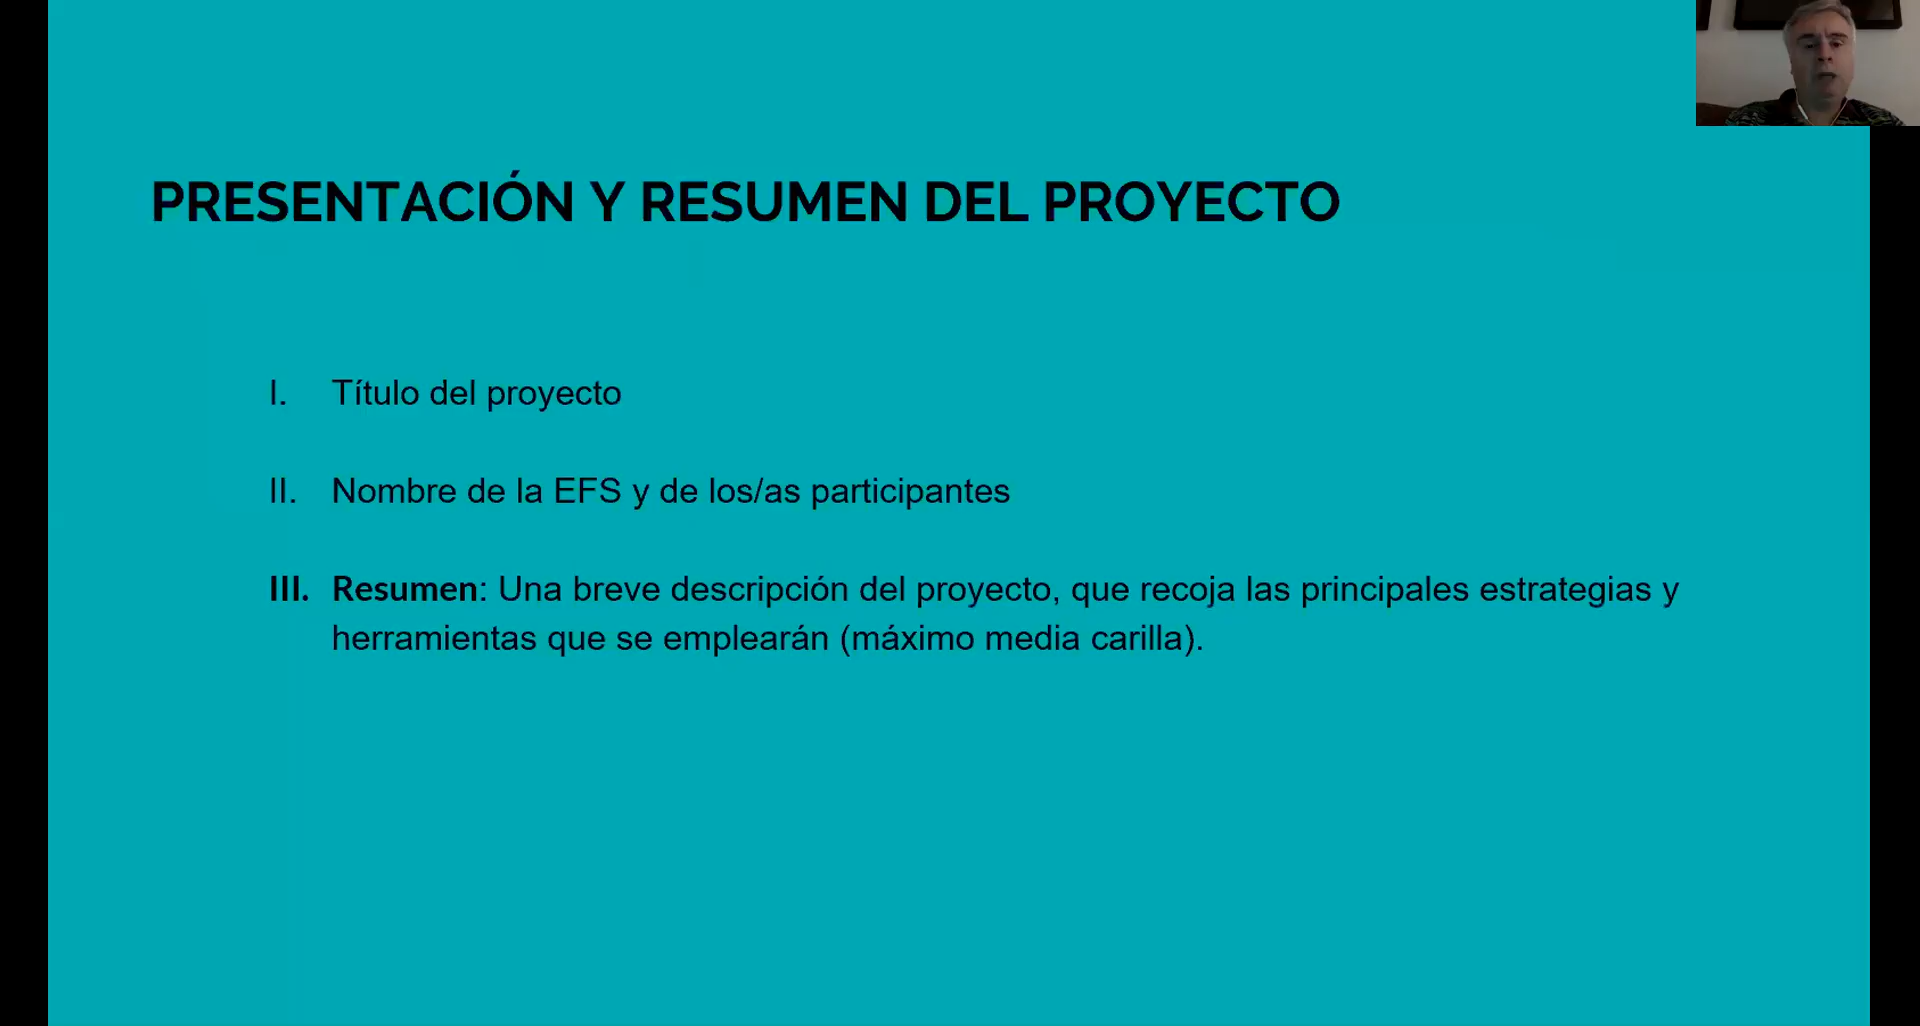 PRESENTACIÓN Y RESUMEN DEL PROYECTO
I. Título del proyecto
II. Nombre de la EFS y de los/as participantes
III. Resumen: Una breve descripción del proyecto, que recoja las principales estrategias y
herramientas que se emplearán (máximo media carilla).